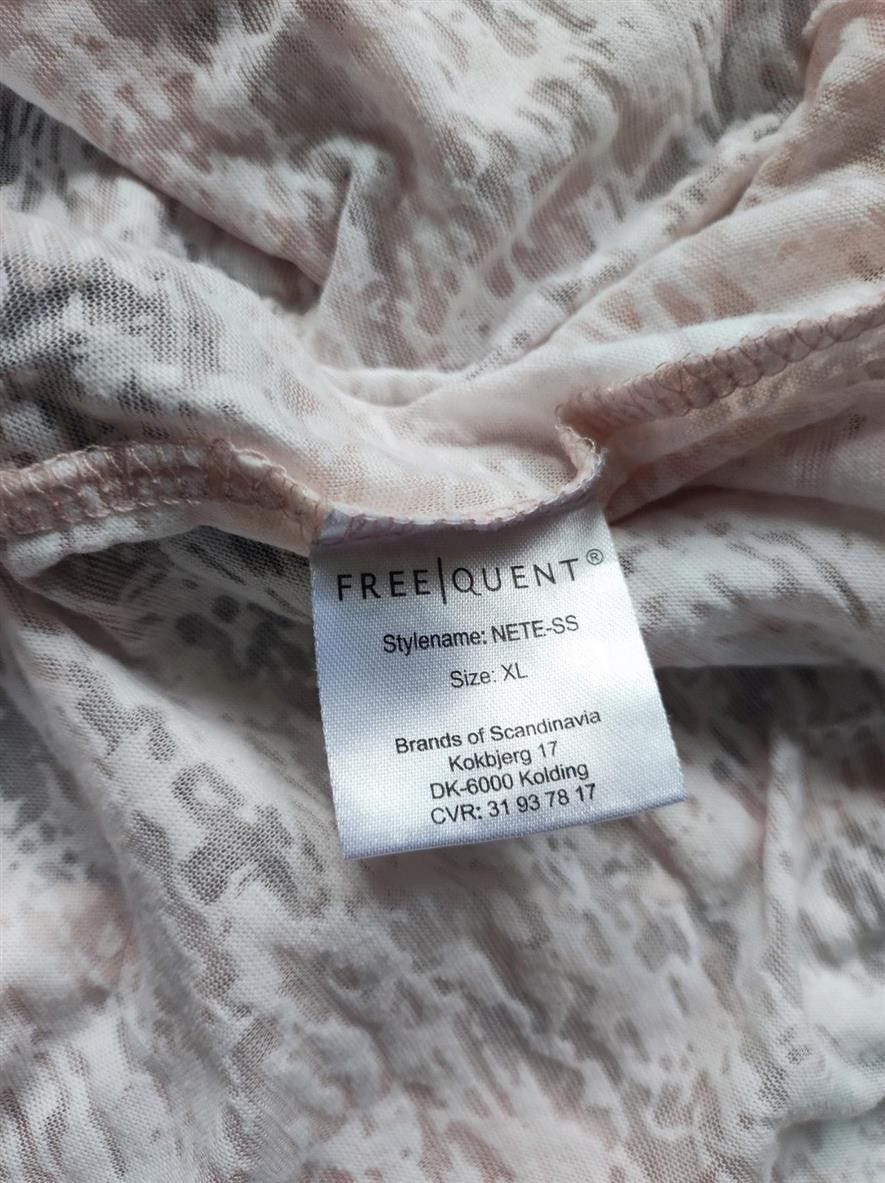 FREE|QUENT®
Stylename: NETE-SS
Size: XL
Brands of Scandinavia
Kokbjerg 17
DK-6000 Kolding
CVR: 31 93 78 17